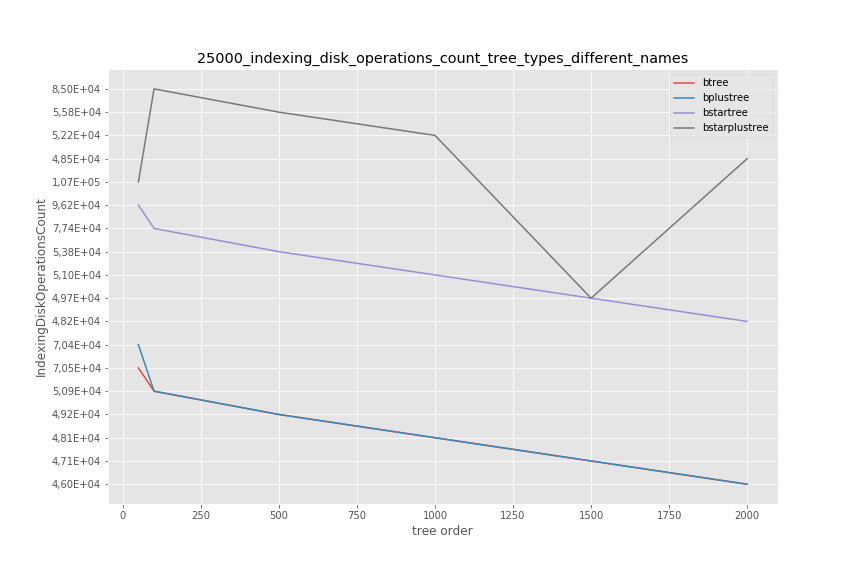 25000_indexing_disk_operations_count_tree_types_different_names
btree
bplustree
bstartree
bstarplustree
IndexingDiskOperationsCount
8,50E+04
5,58E+04
5,22E+04
4,85E+04
1,07E+05
9,62E+04
7,74E+04
5,38E+04
5,10E+04
4,97E+04
4,82E+04
7,04E+04
7,05E+04
5,09E+04
4,92E+04
4,81E+04
4,71E+04
4,60E+04
0 250 500 750 1000 1250 1500 1750 2000
tree order